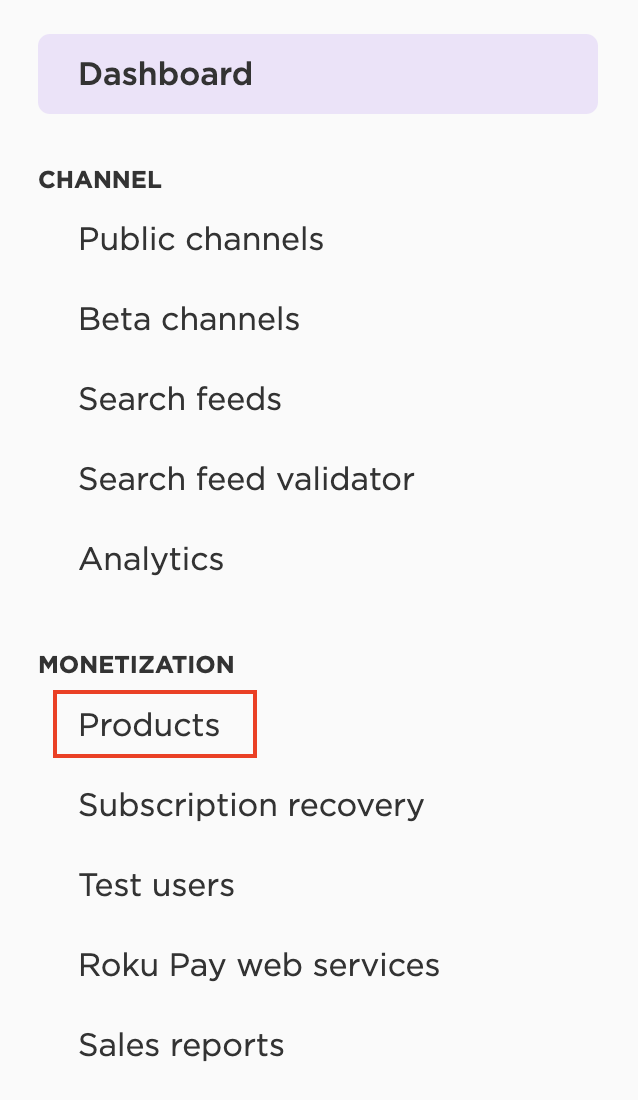 Dashboard
CHANNEL
Public channels
Beta channels
Search feeds
Search feed validator
Analytics
MONETIZATION
Products
Subscription recovery
Test users
Roku Pay web services
Sales reports